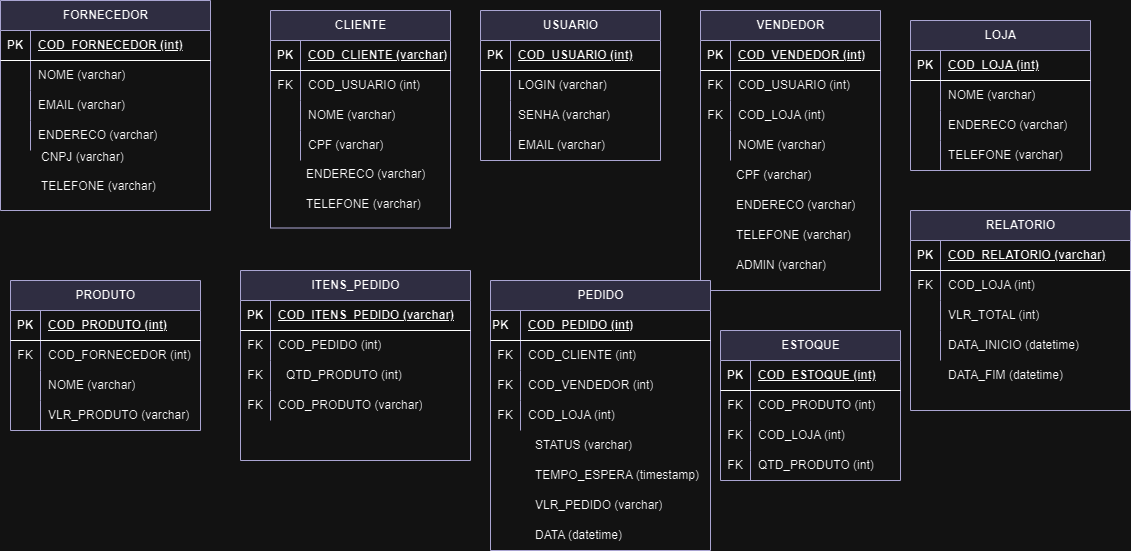 FORNECEDOR
PK COD_FORNECEDOR (int)
NOME (varchar)
EMAIL (varchar)
ENDERECO (varchar)
CNPJ (varchar)
TELEFONE (varchar)
CLIENTE
PK COD_CLIENTE (varchar)
FK COD_USUARIO (int)
NOME (varchar)
CPF (varchar)
ENDERECO (varchar)
TELEFONE (varchar)
USUARIO
PK COD_USUARIO (int)
LOGIN (varchar)
SENHA (varchar)
EMAIL (varchar)
VENDEDOR
PK COD_VENDEDOR (int)
FK COD_USUARIO (int)
FK COD_LOJA (int)
NOME (varchar)
CPF (varchar)
ENDERECO (varchar)
TELEFONE (varchar)
ADMIN (varchar)
LOJA
PK COD_LOJA (int)
NOME (varchar)
ENDERECO (varchar)
TELEFONE (varchar)
PRODUTO
PK COD_PRODUTO (int)
FK COD_FORNECEDOR (int)
NOME (varchar)
VLR_PRODUTO (varchar)
ITENS_PEDIDO
PK COD_ITENS_PEDIDO (varchar)
FK COD_PEDIDO (int)
FK QTD_PRODUTO (int)
FK COD_PRODUTO (varchar)
PEDIDO
PK COD_PEDIDO (int)
FK COD_CLIENTE (int)
FK COD_VENDEDOR (int)
FK COD_LOJA (int)
STATUS (varchar)
TEMPO_ESPERA (timestamp)
VLR_PEDIDO (varchar)
DATA (datetime)
ESTOQUE
PK COD_ESTOQUE (int)
FK COD_PRODUTO (int)
FK COD_LOJA (int)
FK QTD_PRODUTO (int)
RELATORIO
PK COD_RELATORIO (varchar)
FK COD_LOJA (int)
VLR_TOTAL (int)
DATA_INICIO (datetime)
DATA_FIM (datetime)